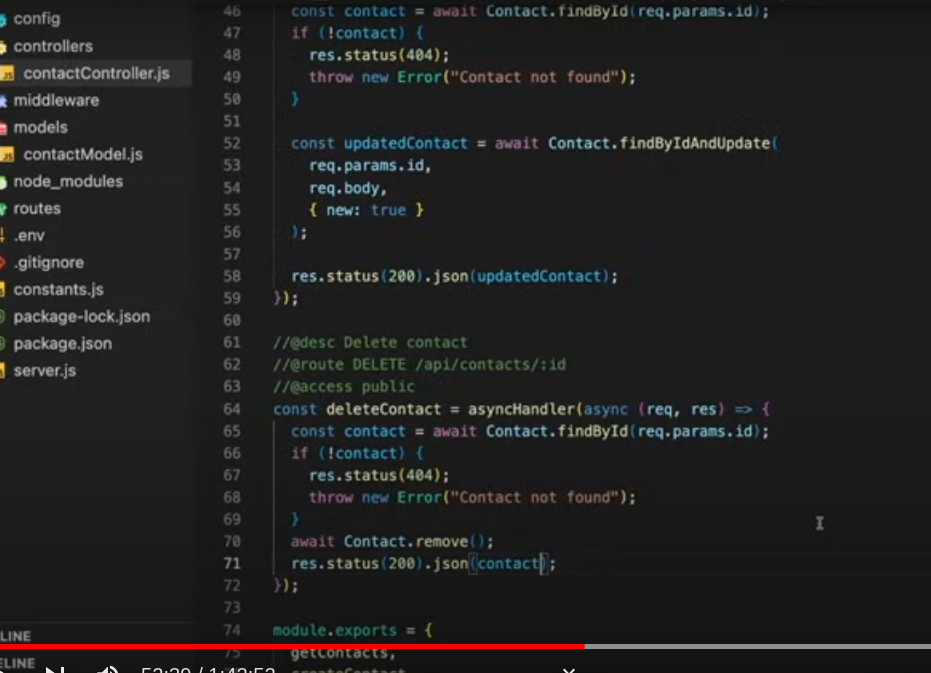 config
controllers
contactController.js
middleware
models
contactModel.js
node_modules
routes
.env
.gitignore
constants.js
package-lock.json
package.json
server.js
LINE
ELINE
46 const contact = await Contact.findById(req.params.id);
47 if (!contact) {
48 res.status(404);
49 throw new Error("Contact not found");
50 }
51
52 const updatedContact = await Contact.findByIdAndUpdate(
53 req.params.id,
54 req.body,
55 { new: true }
56 );
57
58 res.status(200).json(updatedContact);
59 });
60
61 //@desc Delete contact
62 //@route DELETE /api/contacts/:id
63 //@access public
64 const deleteContact = asyncHandler(async (req, res) => {
65 const contact = await Contact.findById(req.params.id);
66 if (!contact) {
67 res.status(404);
68 throw new Error("Contact not found");
69 }
70 await Contact.remove();
71 res.status(200).json(contact);
72 });
73
74 module.exports = {
75 getContacts,